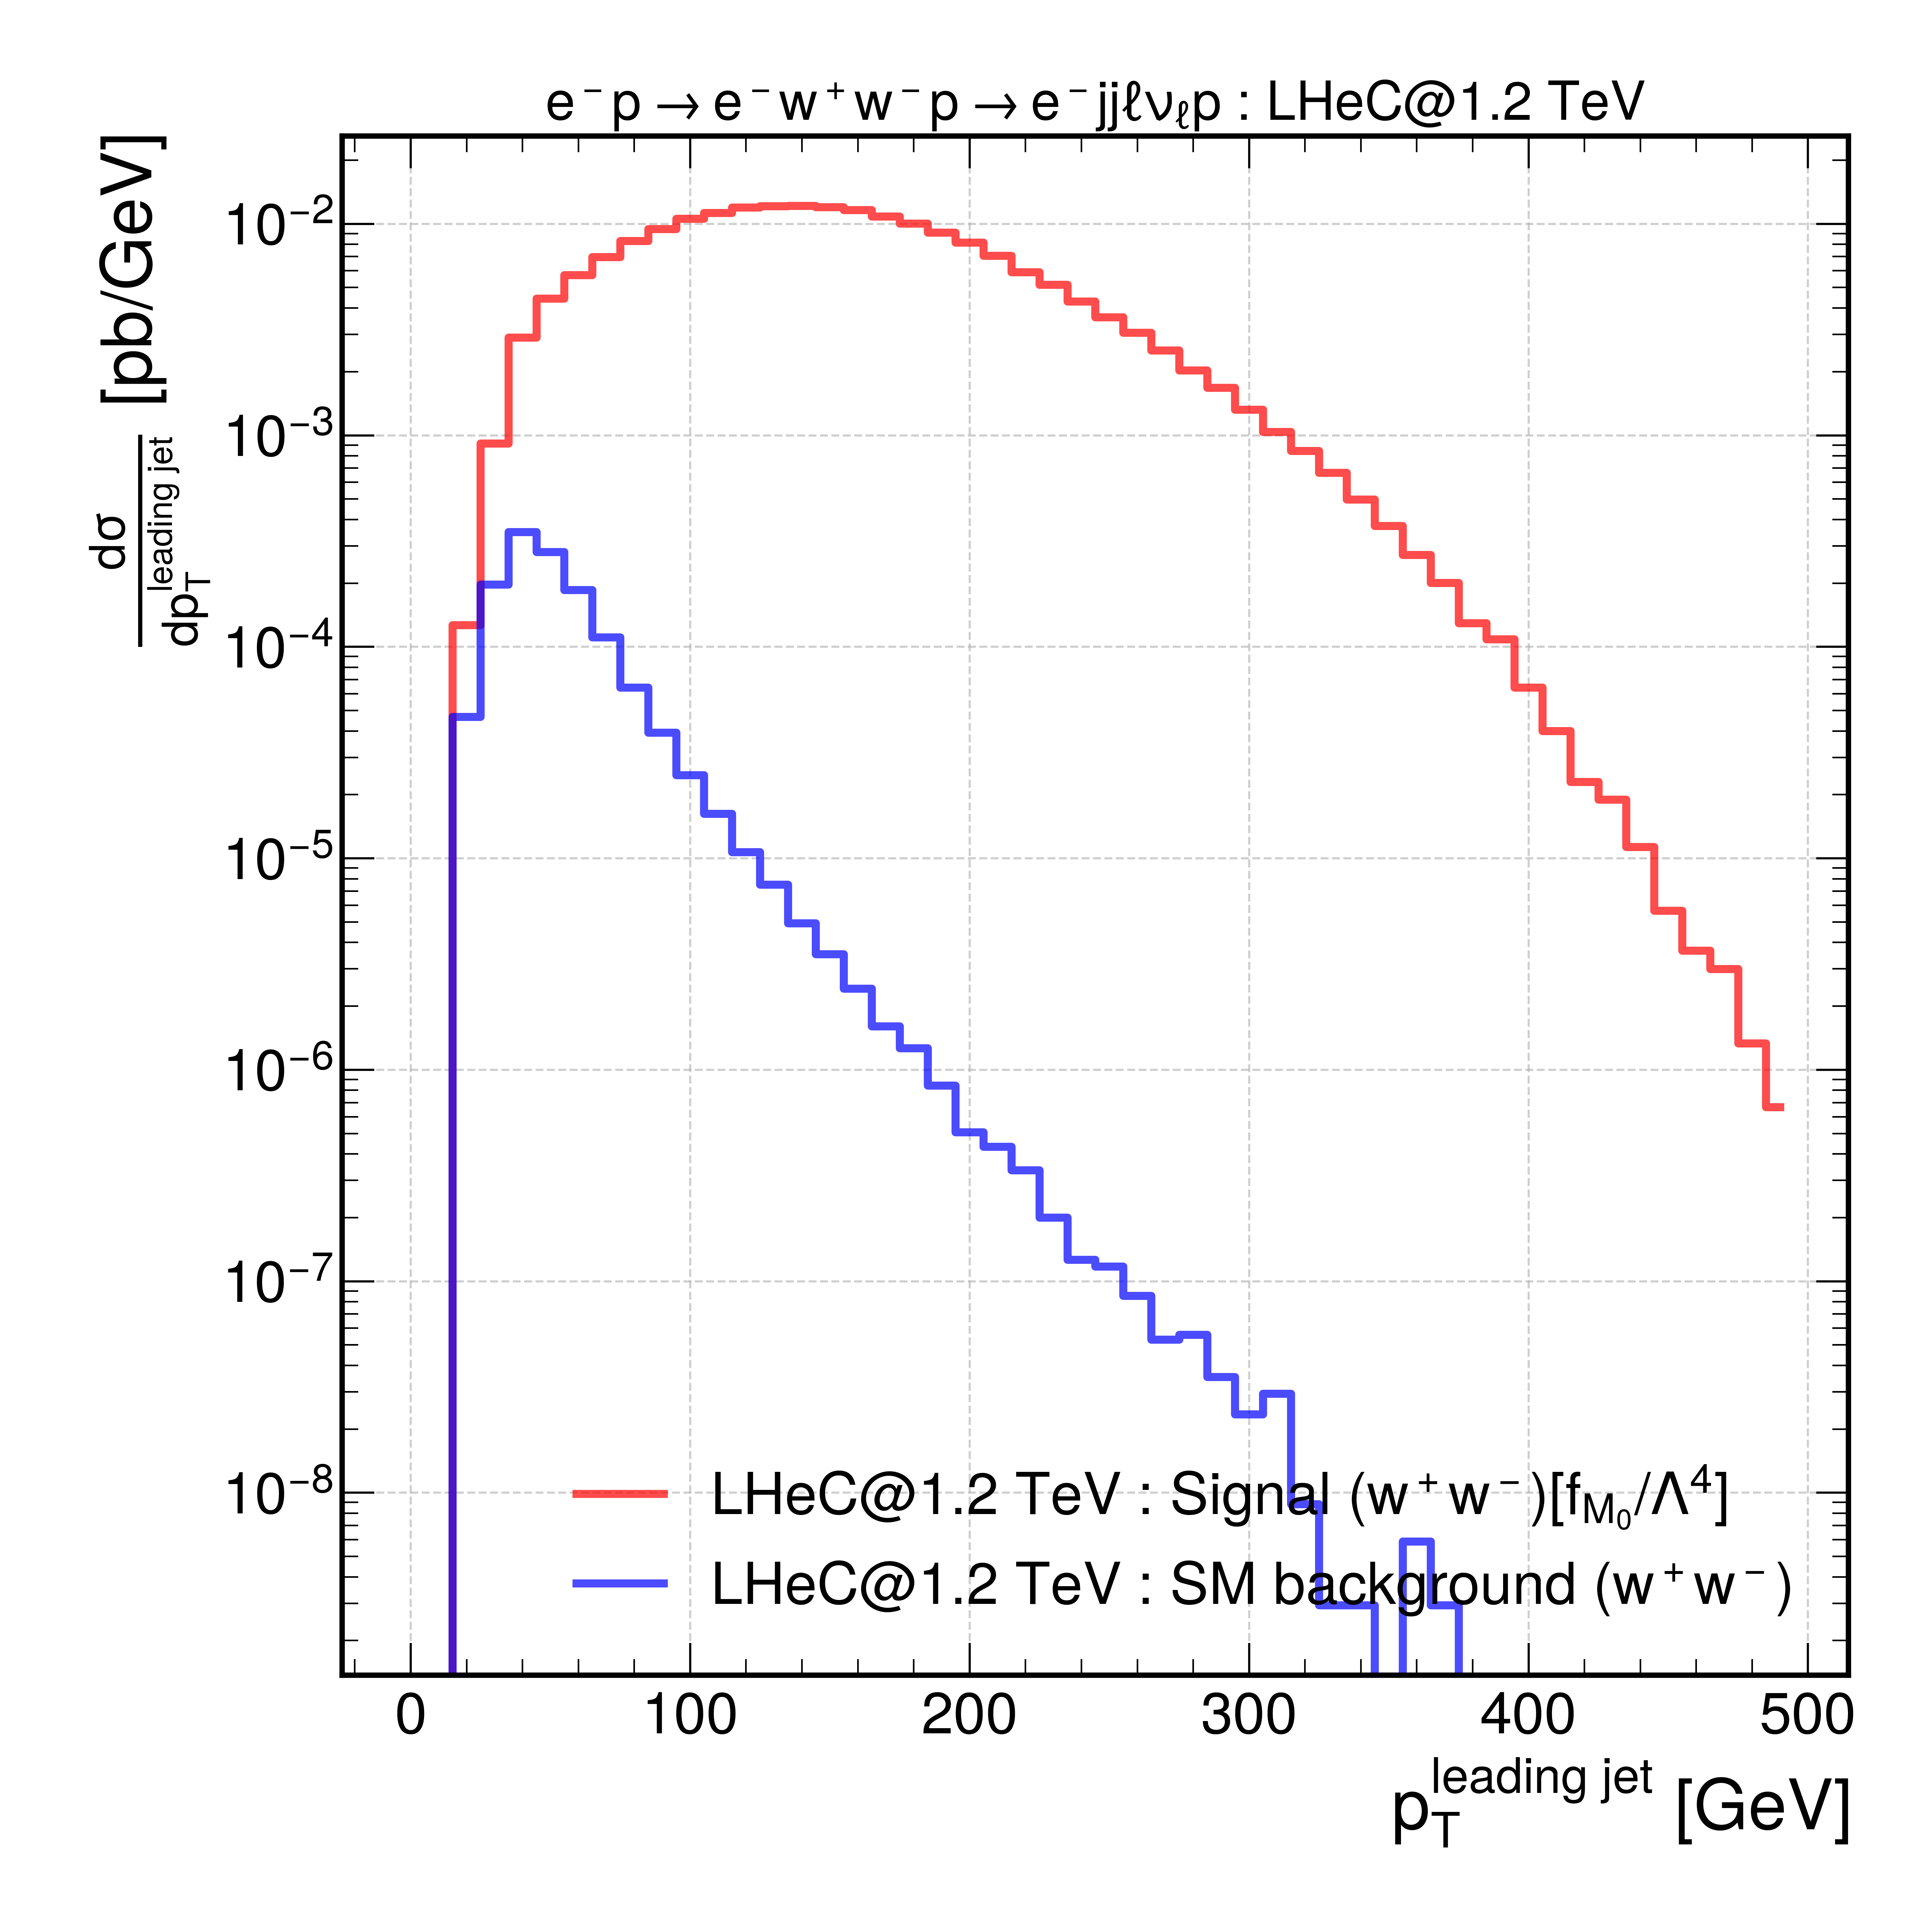 e⁻p → e⁻w⁺w⁻p → e⁻jjℓν_ℓp : LHeC@1.2 TeV
dσ/dp_T^{leading jet} [pb/GeV]
10⁻²
10⁻³
10⁻⁴
10⁻⁵
10⁻⁶
10⁻⁷
10⁻⁸
LHeC@1.2 TeV : Signal (w⁺w⁻)[f_{M₀}/Λ⁴]
LHeC@1.2 TeV : SM background (w⁺w⁻)
0 100 200 300 400 500
p_T^{leading jet} [GeV]